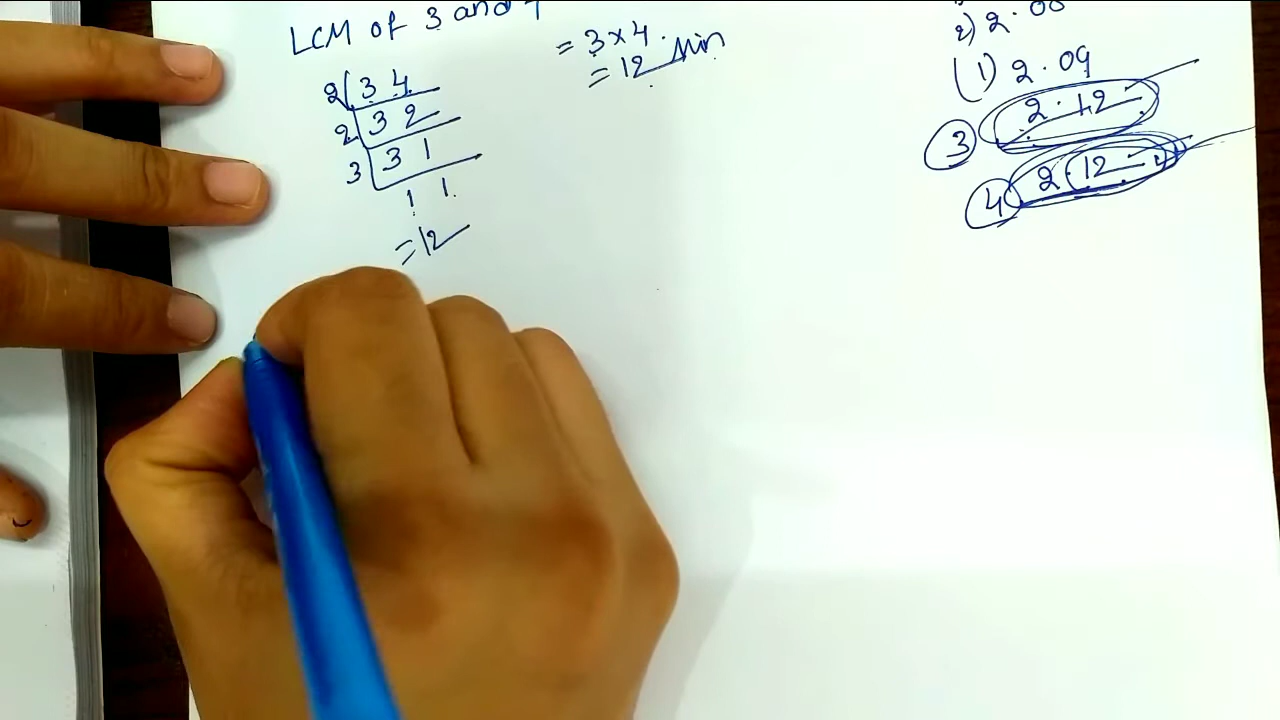 LCM of 3 and
= 3 x 4.
= 12 Min
2 3 4
2 3 2
3 3 1
1 1.
= 12
2) 2.08
(1) 2.09
3 2.12
4 2.12